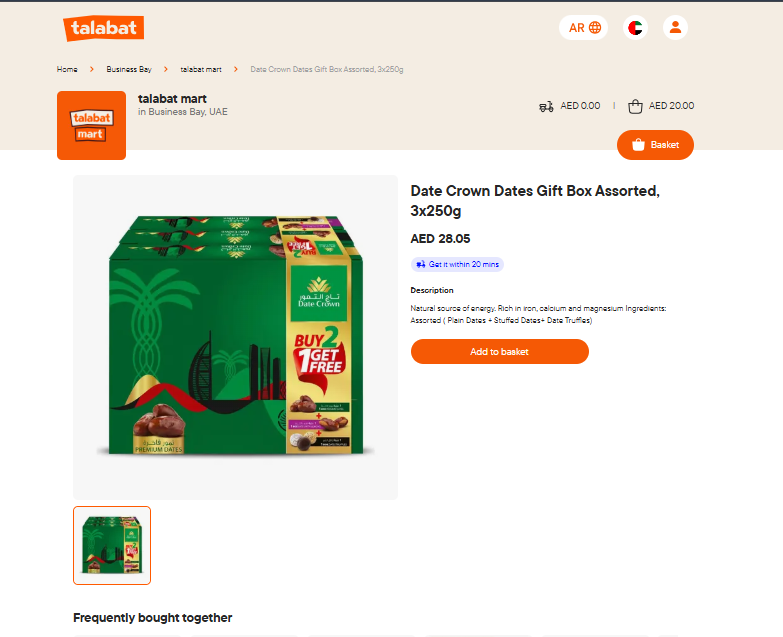 talabat
AR
Home > Business Bay > talabat mart > Date Crown Dates Gift Box Assorted, 3x250g
talabat
mart
talabat mart
in Business Bay, UAE
AED 0.00 | AED 20.00
Basket
Date Crown Dates Gift Box Assorted,
3x250g
AED 28.05
Get it within 20 mins
Description
Natural source of energy. Rich in iron, calcium and magnesium Ingredients:
Assorted ( Plain Dates + Stuffed Dates+ Date Truffles)
Add to basket
تاج التمور
Date Crown
BUY 2
1 GET
FREE
تمور فاخرة
PREMIUM DATES
Frequently bought together